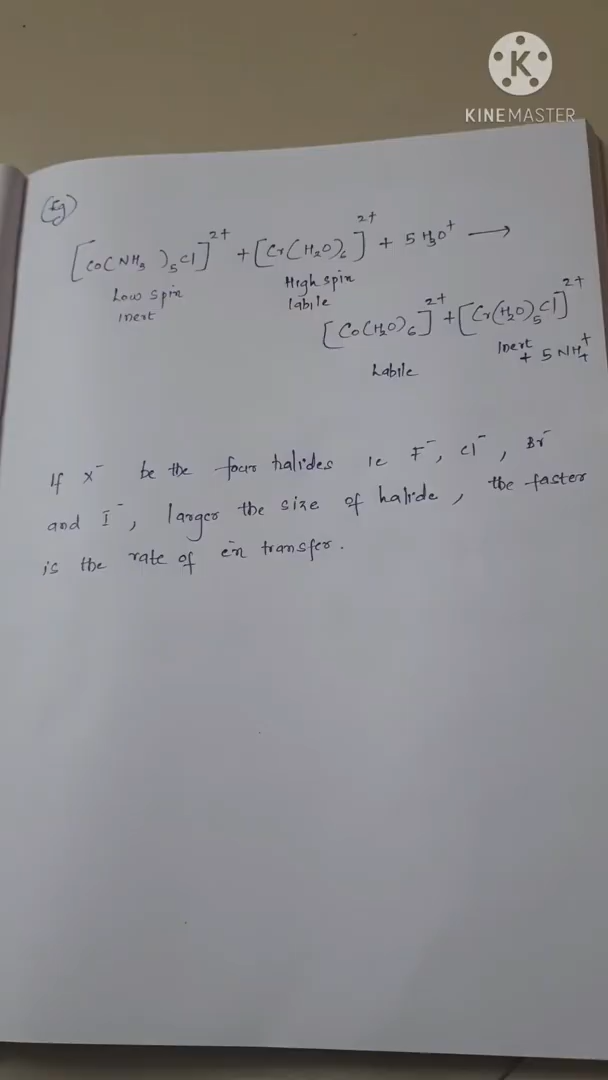 K
KINEMASTER
(Eg)
[Co(NH3)5Cl]2+ + [Cr(H2O)6]2+ + 5H3O+ →
Low spin High spin
inert labile
[Co(H2O)6]2+ + [Cr(H2O)5Cl]2+
Labile Inert
+ 5NH4+
If X- be the four halides ie F-, Cl-, Br-
and I-, larger the size of halide, the faster
is the rate of e-n transfer.